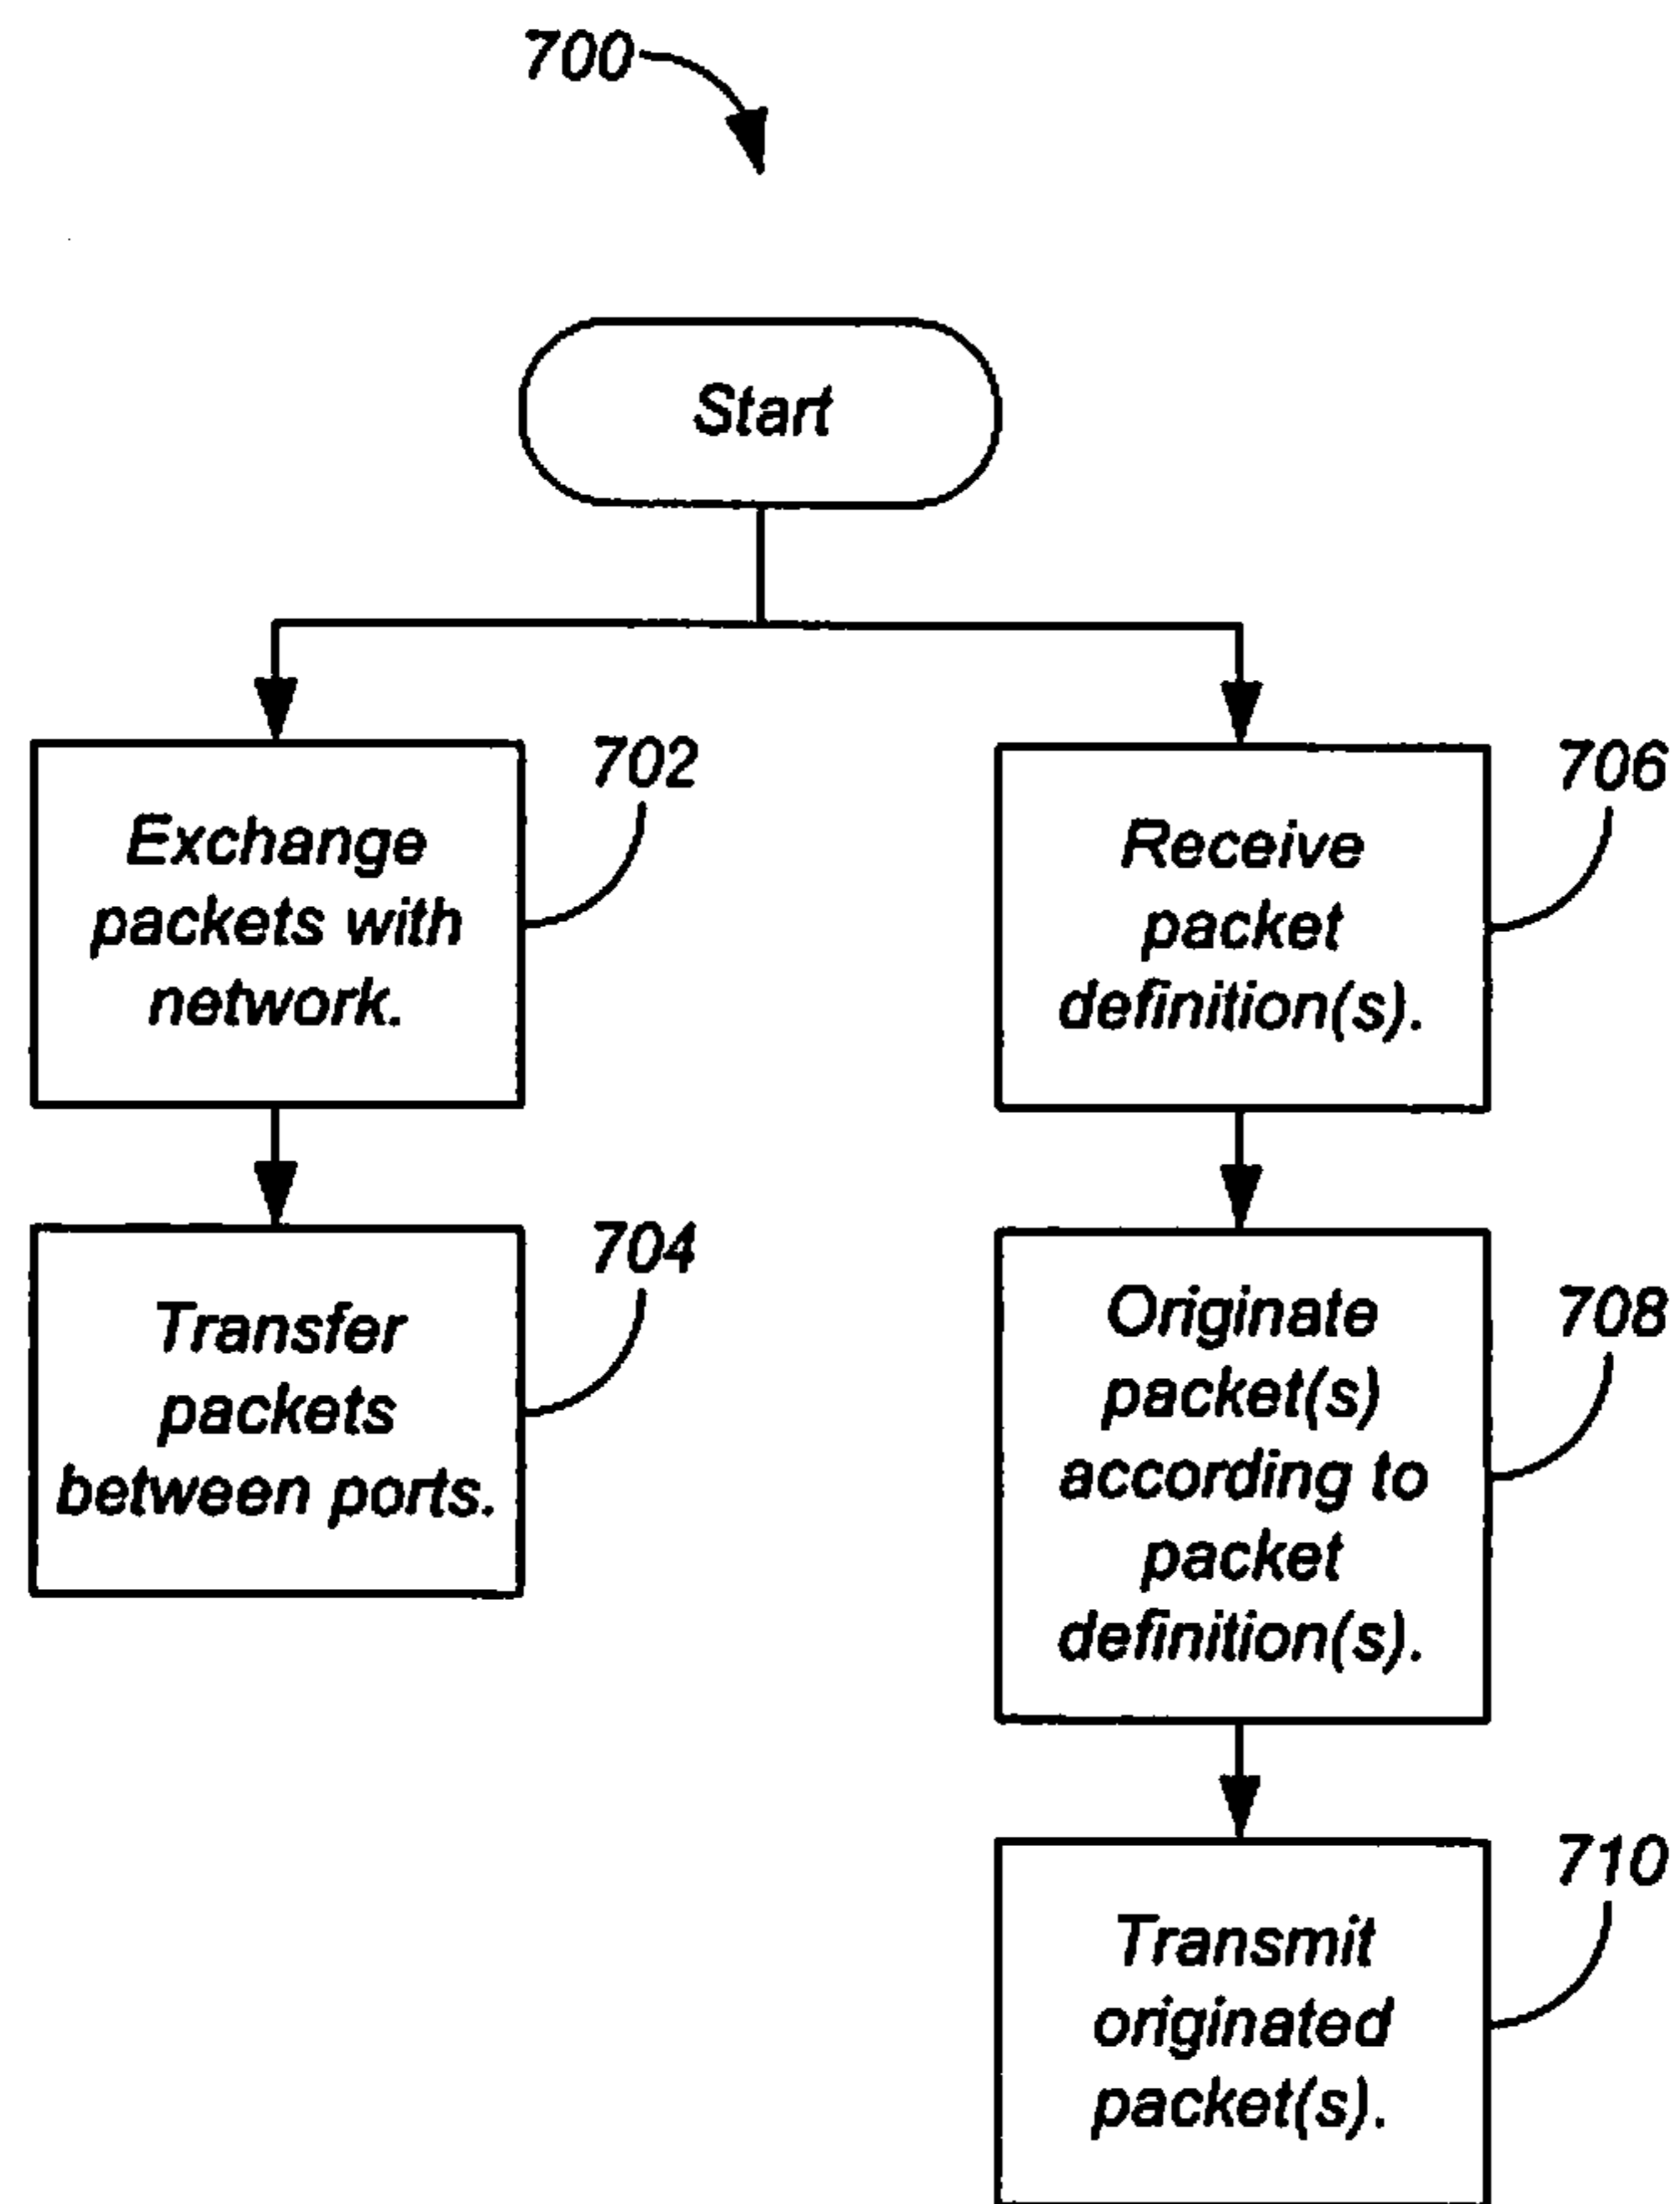 700
Start
702
Exchange
packets with
network.
706
Receive
packet
definition(s).
704
Transfer
packets
between ports.
708
Originate
packet(s)
according to
packet
definition(s).
710
Transmit
originated
packet(s).